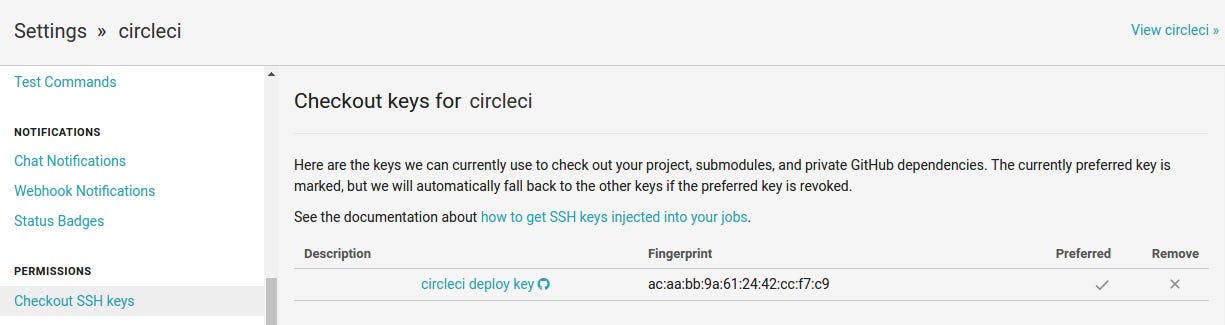 Settings » circleci
View circleci »
Test Commands
NOTIFICATIONS
Chat Notifications
Webhook Notifications
Status Badges
PERMISSIONS
Checkout SSH keys
Checkout keys for circleci
Here are the keys we can currently use to check out your project, submodules, and private GitHub dependencies. The currently preferred key is
marked, but we will automatically fall back to the other keys if the preferred key is revoked.
See the documentation about how to get SSH keys injected into your jobs.
Description Fingerprint Preferred Remove
circleci deploy key ac:aa:bb:9a:61:24:42:cc:f7:c9